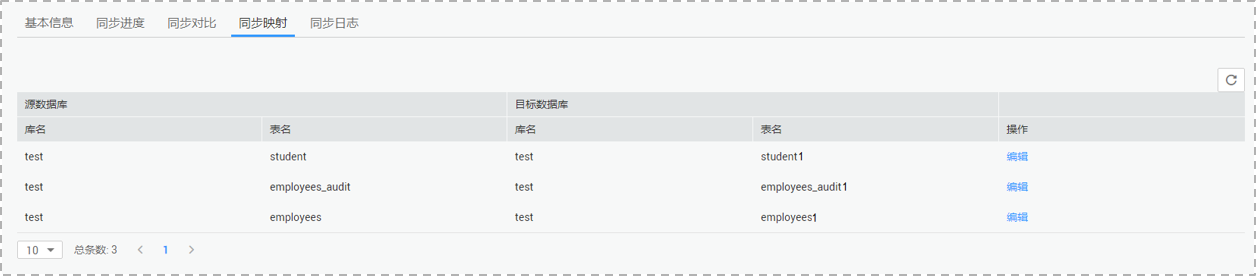 基本信息 同步进度 同步对比 同步映射 同步日志
源数据库 目标数据库
库名 表名 库名 表名 操作
test student test student1 编辑
test employees_audit test employees_audit1 编辑
test employees test employees1 编辑
10 总条数: 3 1